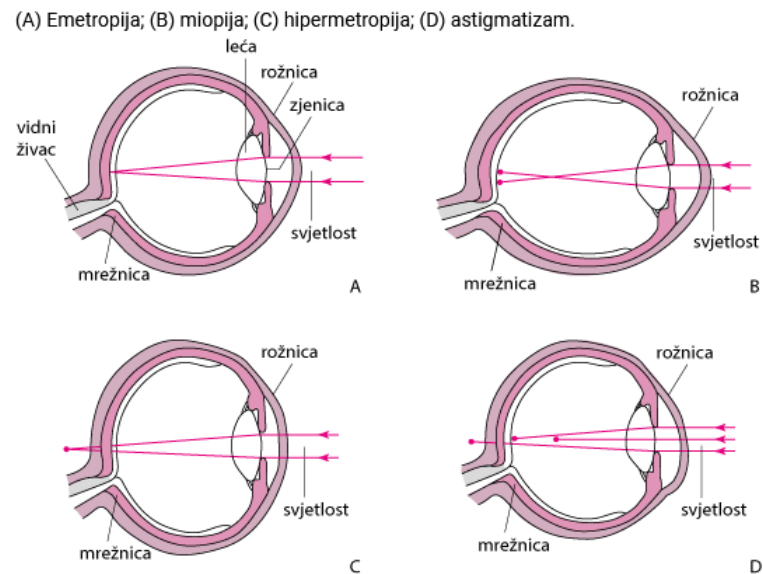 (A) Emetropija; (B) miopija; (C) hipermetropija; (D) astigmatizam.
leća
rožnica
zjenica
vidni
živac
svjetlost
mrežnica
A
rožnica
svjetlost
mrežnica
B
rožnica
svjetlost
mrežnica
C
rožnica
svjetlost
mrežnica
D